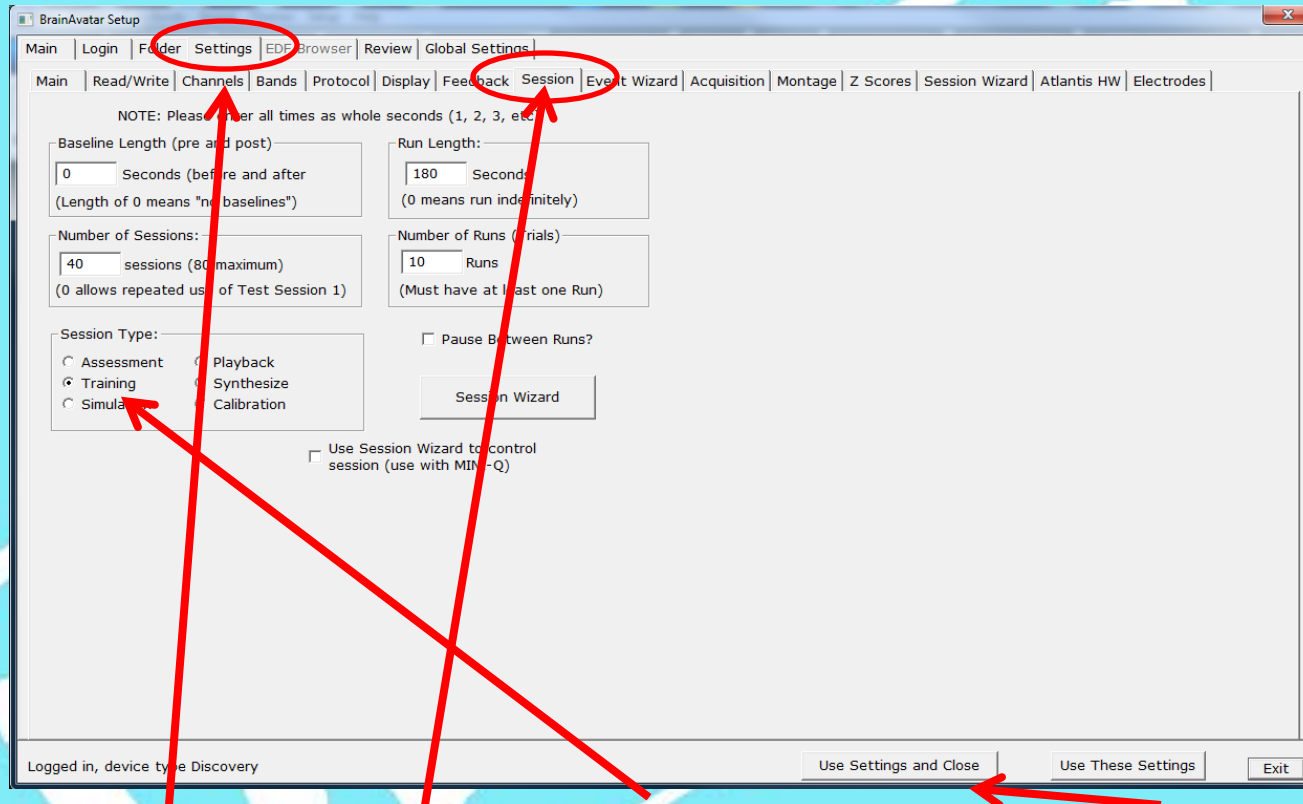 BrainAvatar Setup
Main Login Folder Settings EDF Browser Review Global Settings
Main Read/Write Channels Bands Protocol Display Feedback Session Event Wizard Acquisition Montage Z Scores Session Wizard Atlantis HW Electrodes
NOTE: Please enter all times as whole seconds (1, 2, 3, etc
Baseline Length (pre and post)
0 Seconds (before and after
(Length of 0 means "no baselines")
Run Length:
180 Seconds
(0 means run indefinitely)
Number of Sessions:
40 sessions (80 maximum)
(0 allows repeated use of Test Session 1)
Number of Runs (Trials)
10 Runs
(Must have at least one Run)
Session Type:
Assessment Playback
Training Synthesize
Calibration
Pause Between Runs?
Session Wizard
Use Session Wizard to control
session (use with MINI-Q)
Logged in, device type Discovery
Use Settings and Close Use These Settings Exit